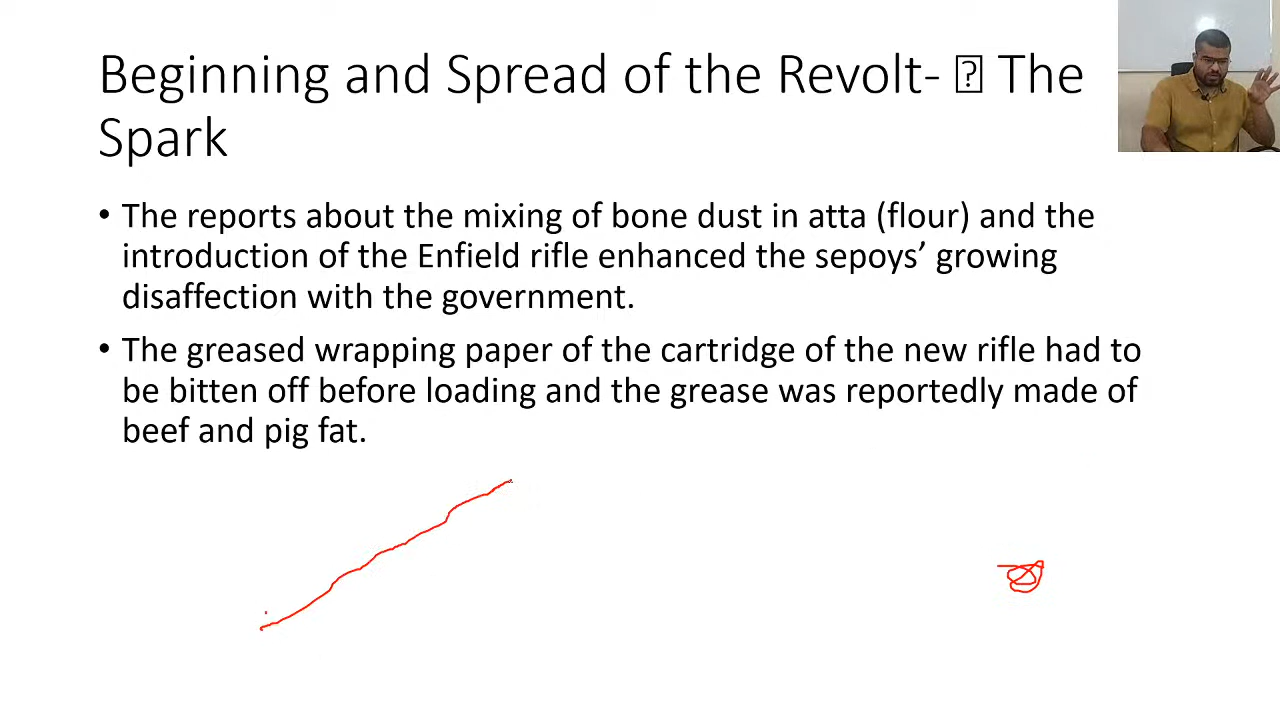 Beginning and Spread of the Revolt- ⍰ The
Spark
• The reports about the mixing of bone dust in atta (flour) and the
introduction of the Enfield rifle enhanced the sepoys’ growing
disaffection with the government.
• The greased wrapping paper of the cartridge of the new rifle had to
be bitten off before loading and the grease was reportedly made of
beef and pig fat.